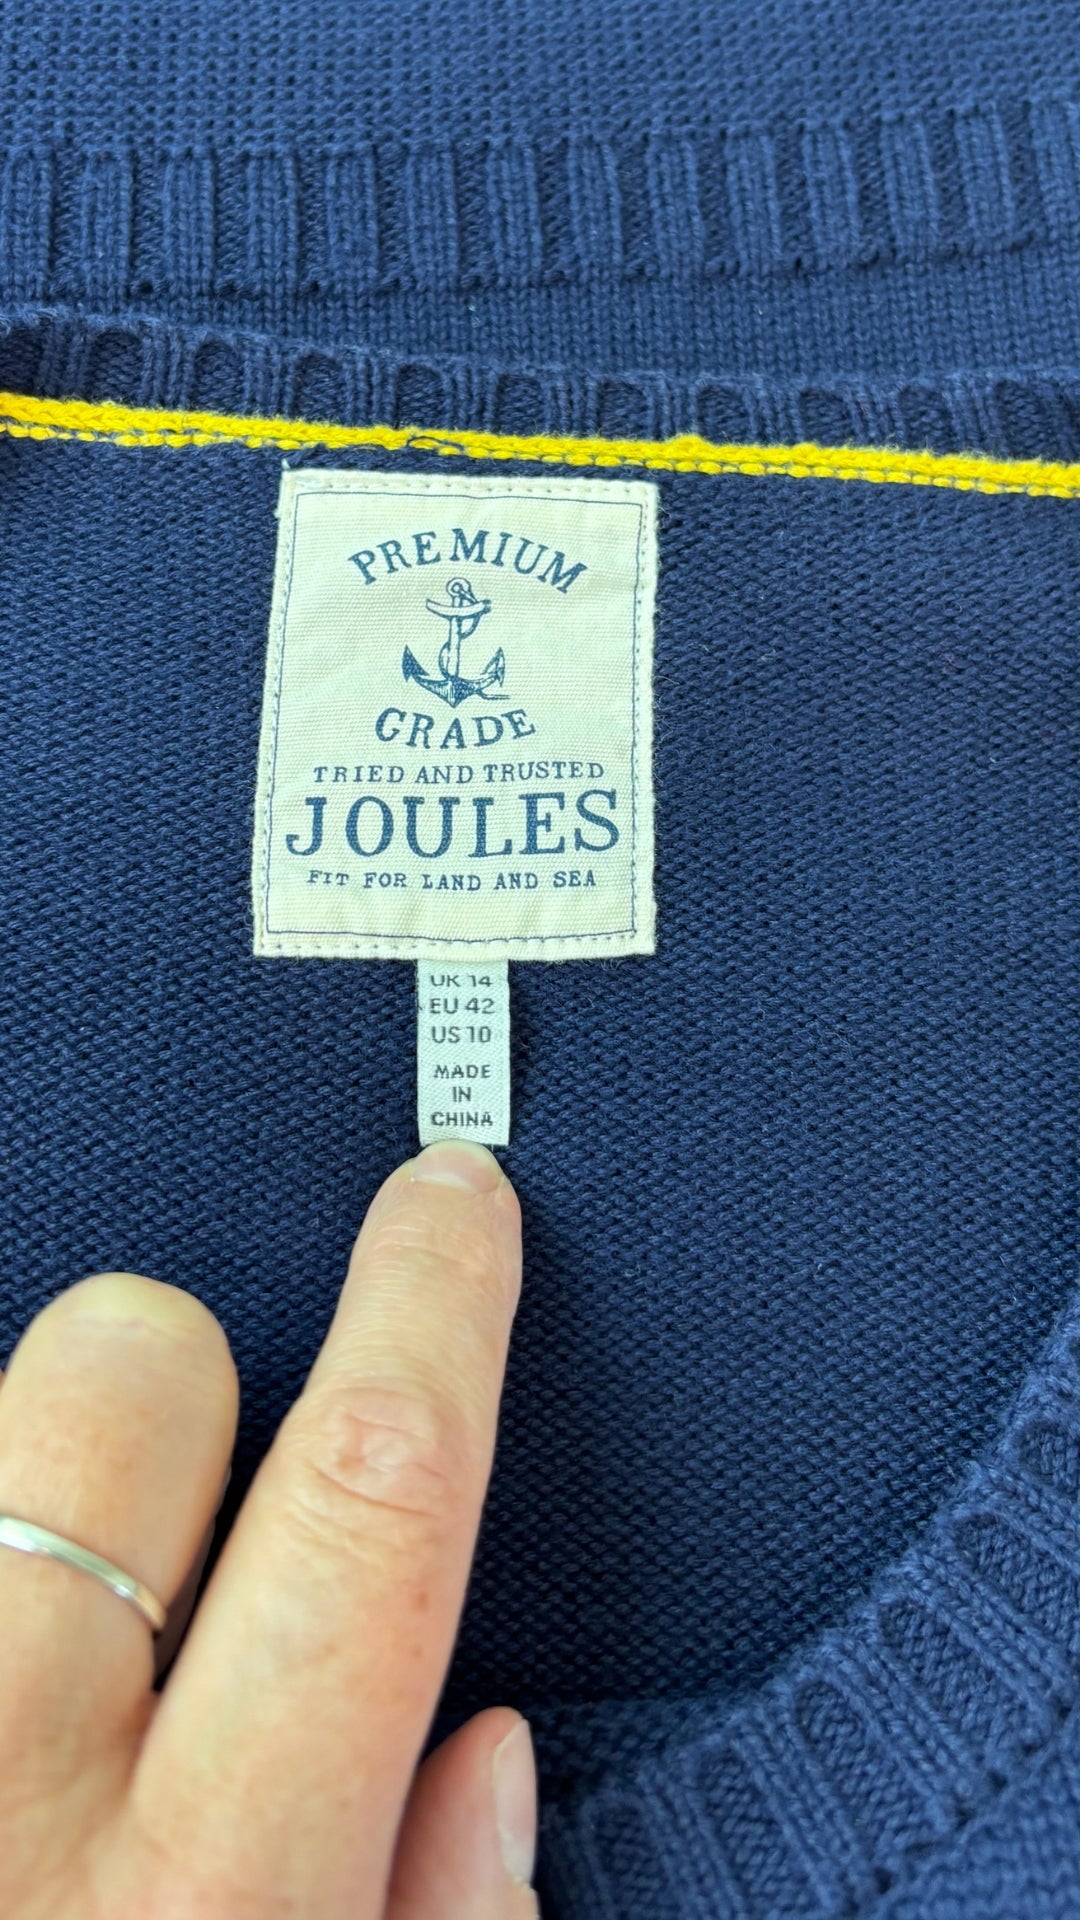 PREMIUM
GRADE
TRIED AND TRUSTED
JOULES
FIT FOR LAND AND SEA
UK 14
EU 42
US 10
MADE
IN
CHINA